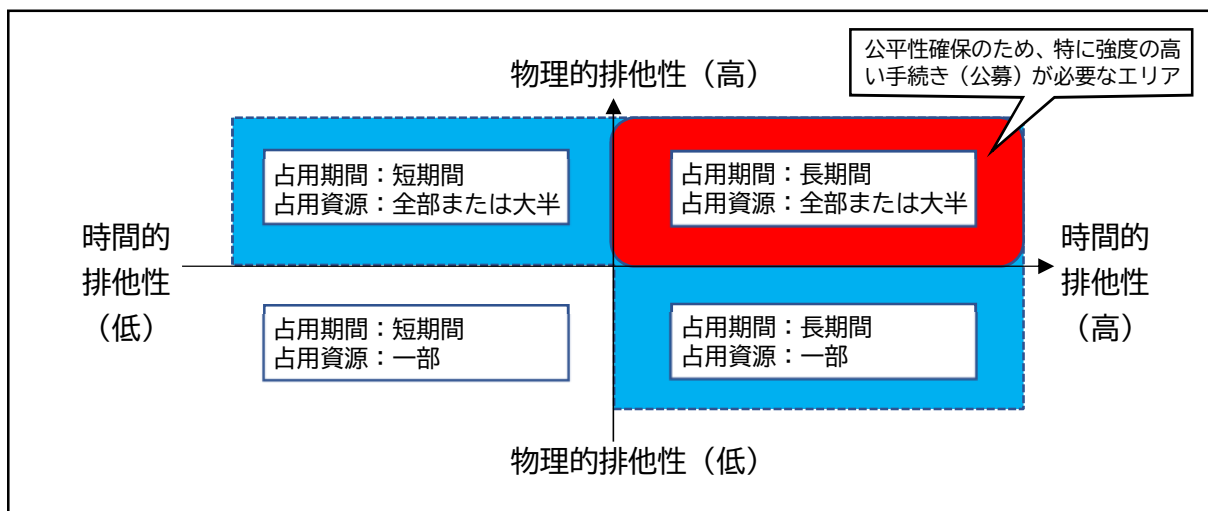 公平性確保のため、特に強度の高
い手続き（公募）が必要なエリア
物理的排他性（高）
占用期間：短期間
占用資源：全部または大半
占用期間：長期間
占用資源：全部または大半
時間的
排他性
（低）
時間的
排他性
（高）
占用期間：短期間
占用資源：一部
占用期間：長期間
占用資源：一部
物理的排他性（低）